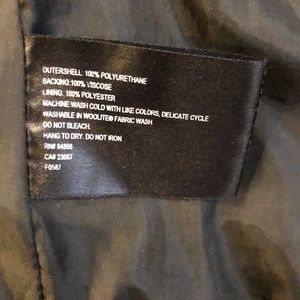 OUTERSHELL: 100% POLYURETHANE
BACKING:100% VISCOSE
LINING: 100% POLYESTER
MACHINE WASH COLD WITH LIKE COLORS, DELICATE CYCLE
WASHABLE IN WOOLITE® FABRIC WASH
DO NOT BLEACH.
HANG TO DRY. DO NOT IRON
RN# 94866
CA# 23067
F0587